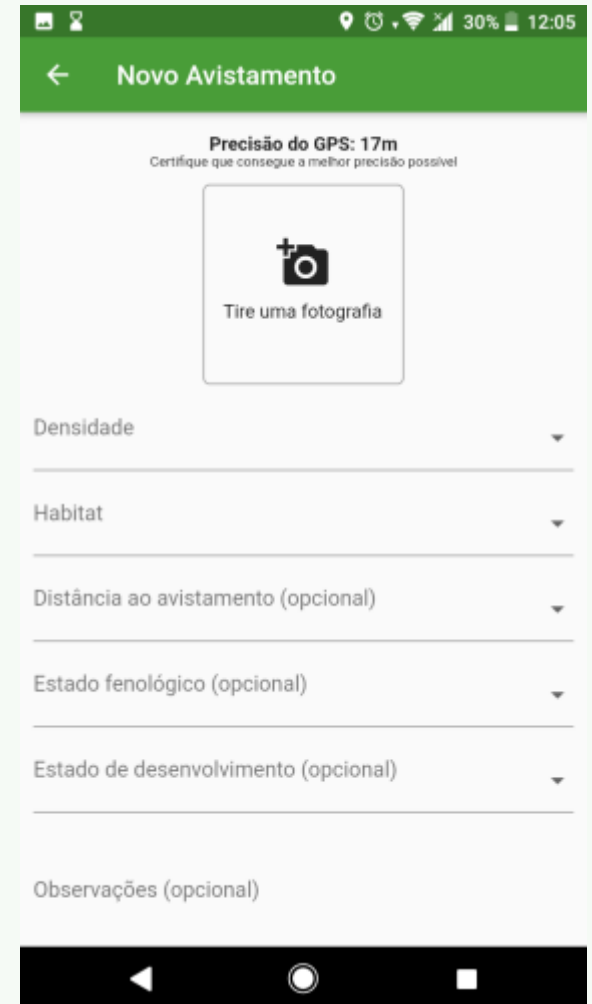 30% 12:05
Novo Avistamento
Precisão do GPS: 17m
Certifique que consegue a melhor precisão possível
Tire uma fotografia
Densidade
Habitat
Distância ao avistamento (opcional)
Estado fenológico (opcional)
Estado de desenvolvimento (opcional)
Observações (opcional)